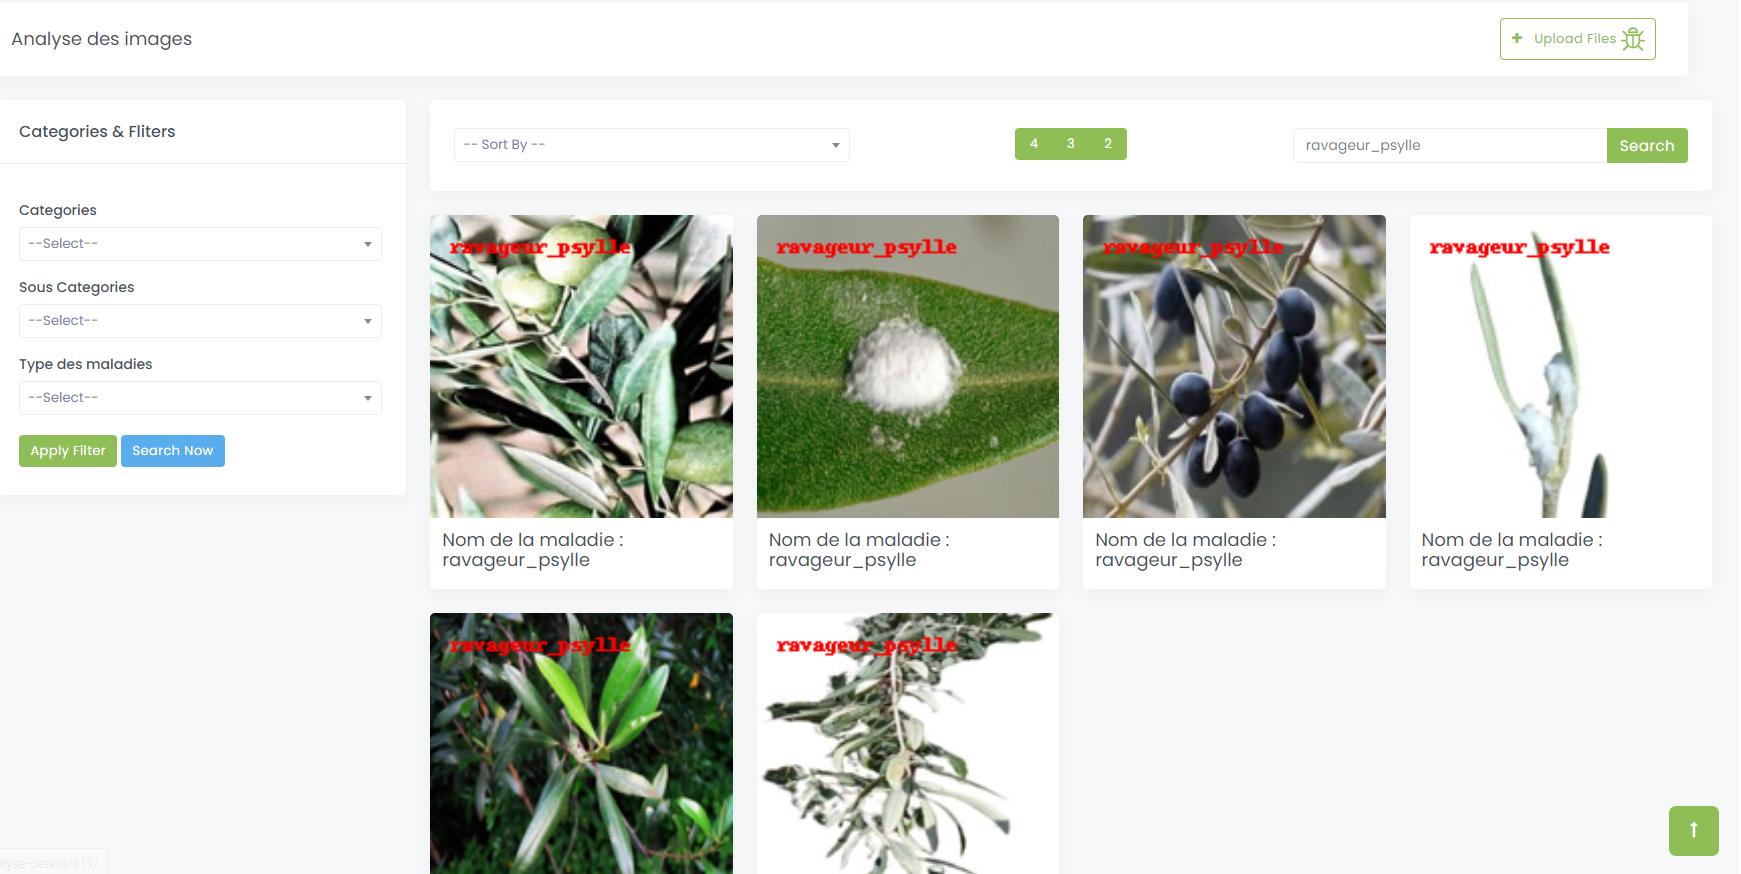 Analyse des images
+ Upload Files
Categories & Fliters
Categories
--Select--
Sous Categories
--Select--
Type des maladies
--Select--
Apply Filter
Search Now
-- Sort By --
4 3 2
ravageur_psylle
Search
ravageur_psylle
Nom de la maladie :
ravageur_psylle
ravageur_psylle
Nom de la maladie :
ravageur_psylle
ravageur_psylle
Nom de la maladie :
ravageur_psylle
ravageur_psylle
Nom de la maladie :
ravageur_psylle
ravageur_psylle
ravageur_psylle
alyse-details/311/